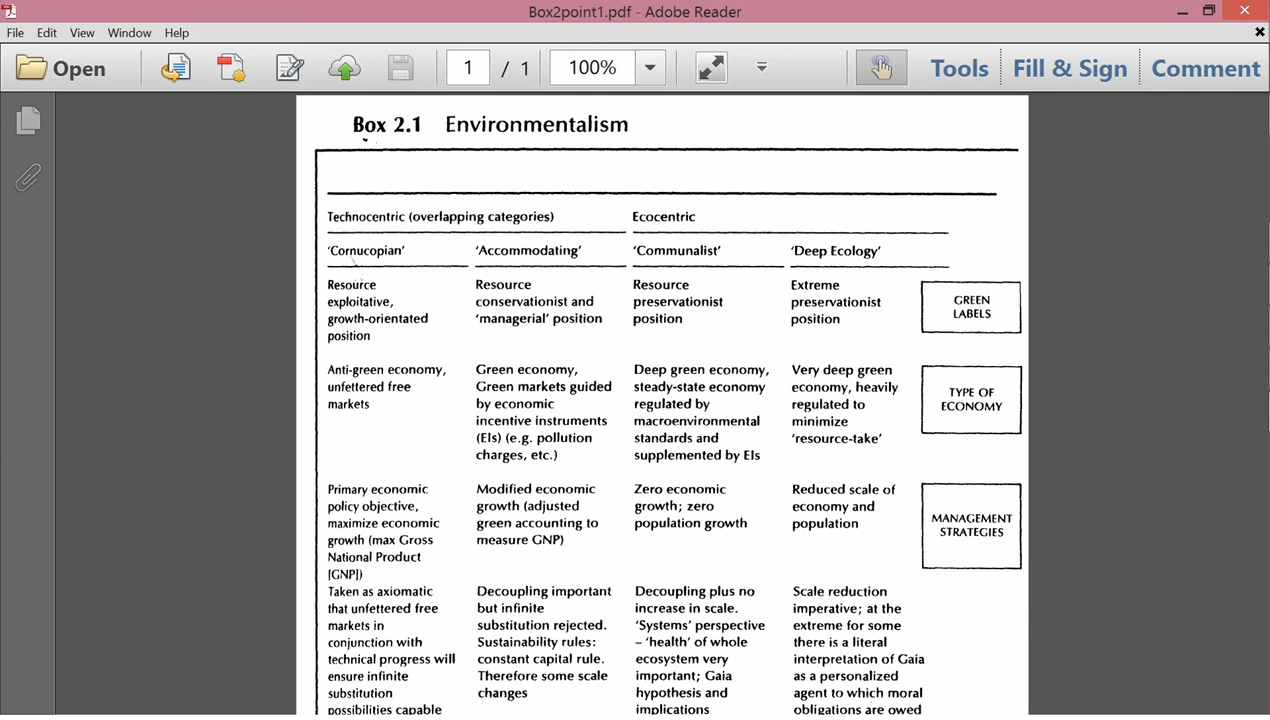 Box2point1.pdf - Adobe Reader
File Edit View Window Help
Open 1 / 1 100% Tools Fill & Sign Comment
Box 2.1 Environmentalism
Technocentric (overlapping categories) Ecocentric
'Cornucopian' 'Accommodating' 'Communalist' 'Deep Ecology'
Resource
exploitative,
growth-orientated
position
Resource
conservationist and
'managerial' position
Resource
preservationist
position
Extreme
preservationist
position
GREEN
LABELS
Anti-green economy,
unfettered free
markets
Green economy,
Green markets guided
by economic
incentive instruments
(EIs) (e.g. pollution
charges, etc.)
Deep green economy,
steady-state economy
regulated by
macroenvironmental
standards and
supplemented by EIs
Very deep green
economy, heavily
regulated to
minimize
'resource-take'
TYPE OF
ECONOMY
Primary economic
policy objective,
maximize economic
growth (max Gross
National Product
[GNP])
Modified economic
growth (adjusted
green accounting to
measure GNP)
Zero economic
growth; zero
population growth
Reduced scale of
economy and
population
MANAGEMENT
STRATEGIES
Taken as axiomatic
that unfettered free
markets in
conjunction with
technical progress will
ensure infinite
substitution
possibilities capable
Decoupling important
but infinite
substitution rejected.
Sustainability rules:
constant capital rule.
Therefore some scale
changes
Decoupling plus no
increase in scale.
'Systems' perspective
– 'health' of whole
ecosystem very
important; Gaia
hypothesis and
implications
Scale reduction
imperative; at the
extreme for some
there is a literal
interpretation of Gaia
as a personalized
agent to which moral
obligations are owed